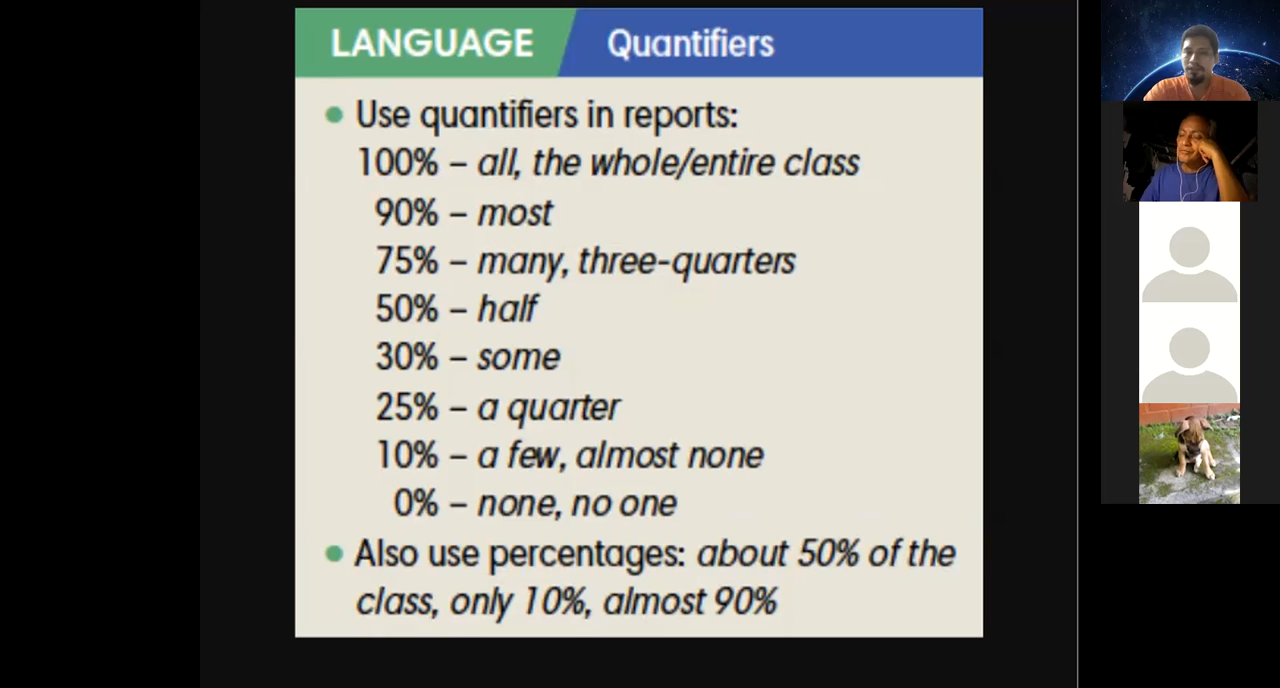 LANGUAGE Quantifiers
● Use quantifiers in reports:
100% – all, the whole/entire class
90% – most
75% – many, three-quarters
50% – half
30% – some
25% – a quarter
10% – a few, almost none
0% – none, no one
● Also use percentages: about 50% of the
class, only 10%, almost 90%